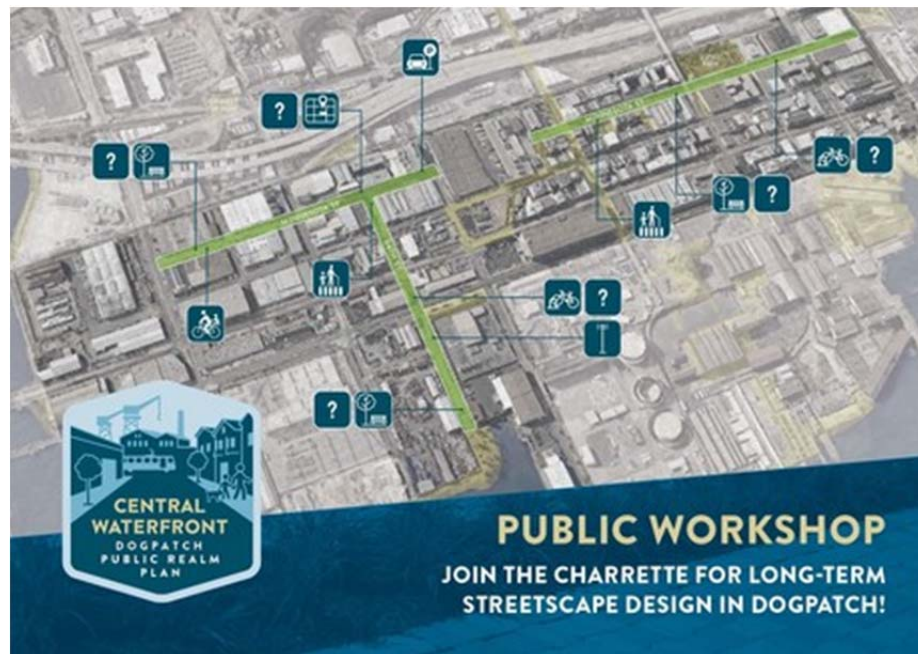 ?
?
?
?
?
?
?
CENTRAL
WATERFRONT
DOGPATCH
PUBLIC REALM
PLAN
PUBLIC WORKSHOP
JOIN THE CHARRETTE FOR LONG-TERM
STREETSCAPE DESIGN IN DOGPATCH!